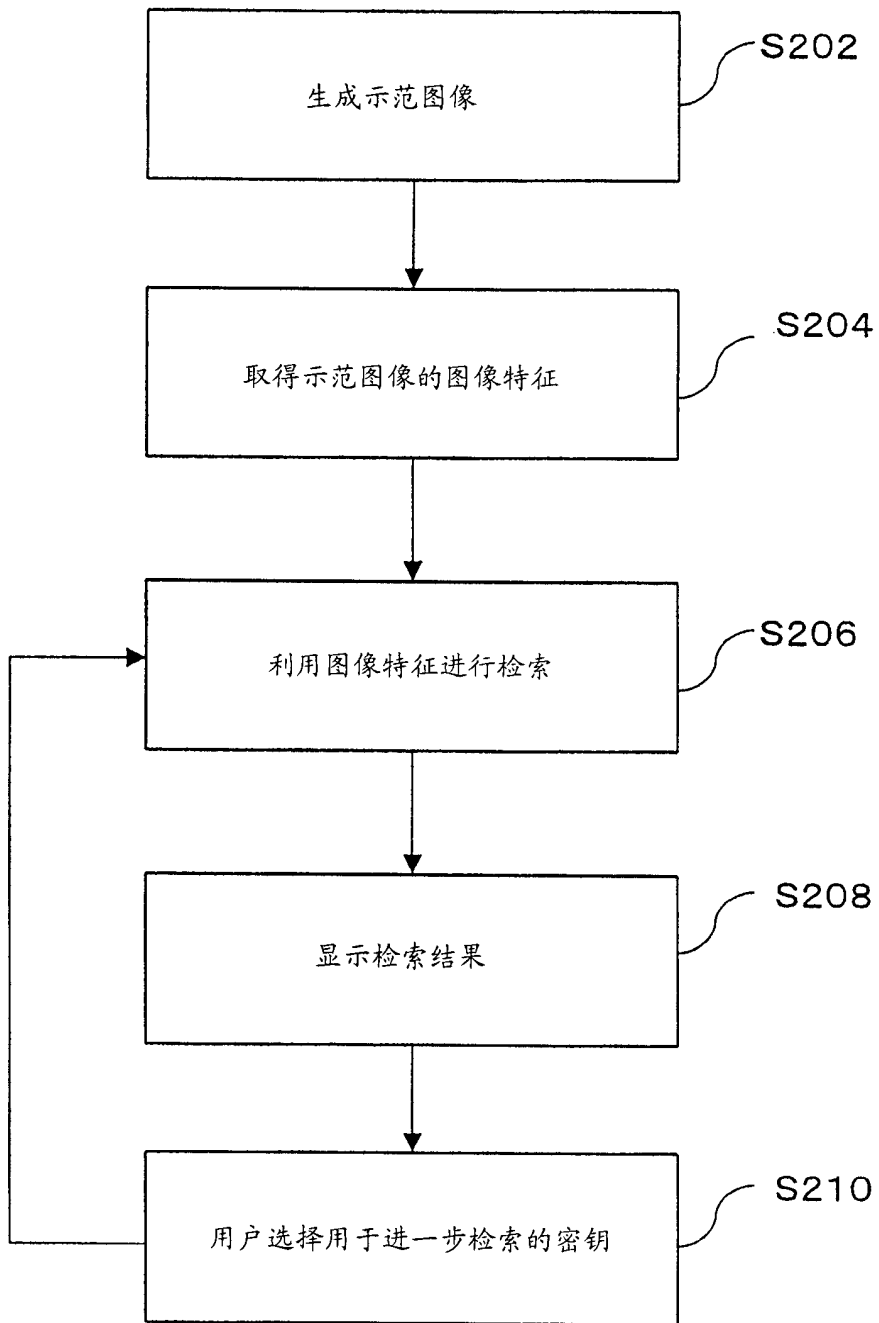 S202
生成示范图像
S204
取得示范图像的图像特征
S206
利用图像特征进行检索
S208
显示检索结果
S210
用户选择用于进一步检索的密钥